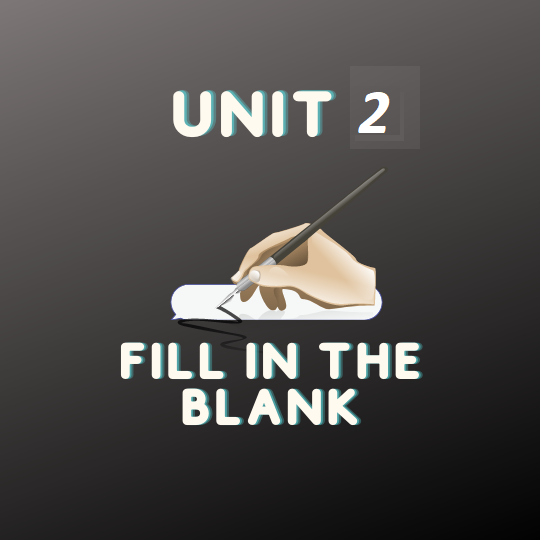 UNIT 2
FILL IN THE
BLANK